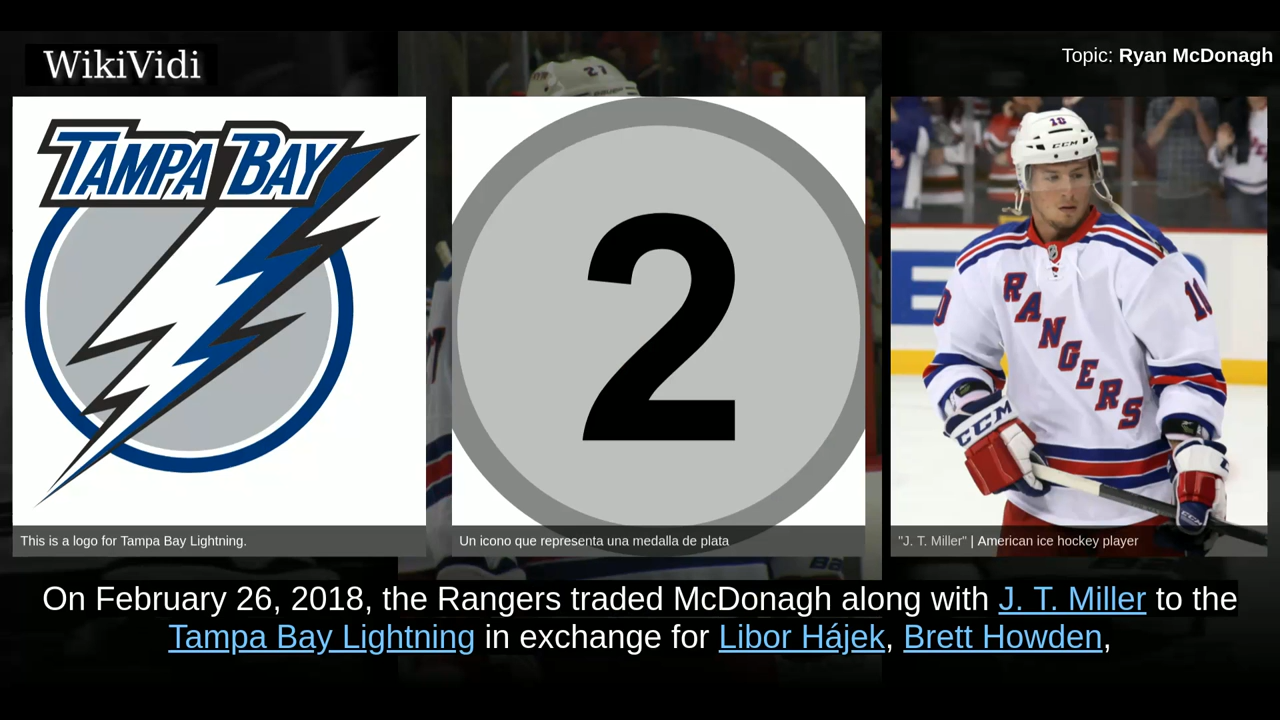 WikiVidi
Topic: Ryan McDonagh
TAMPA BAY
2
10
CCM
RANGERS
10
CCM
This is a logo for Tampa Bay Lightning.
Un icono que representa una medalla de plata
"J. T. Miller" | American ice hockey player
On February 26, 2018, the Rangers traded McDonagh along with J. T. Miller to the
Tampa Bay Lightning in exchange for Libor Hájek, Brett Howden,